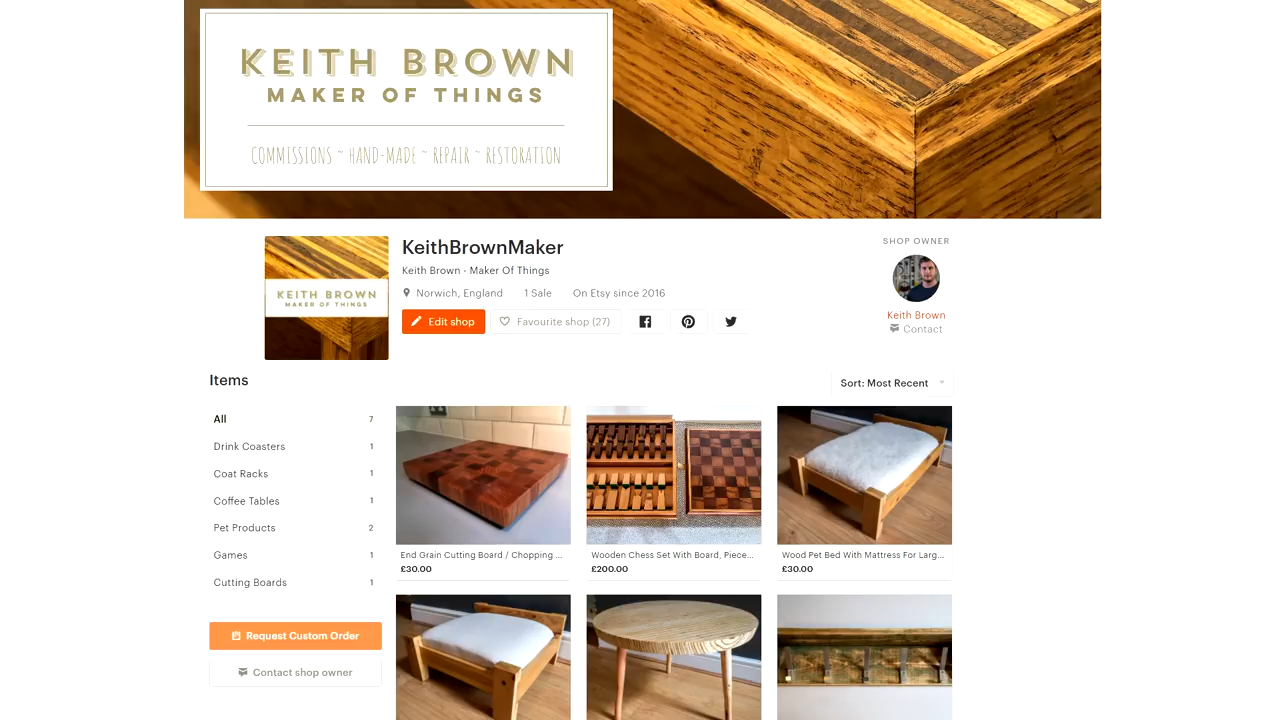 KEITH BROWN
MAKER OF THINGS
COMMISSIONS ~ HAND-MADE ~ REPAIR ~ RESTORATION
KEITH BROWN
MAKER OF THINGS
KeithBrownMaker
Keith Brown - Maker Of Things
Norwich, England 1 Sale On Etsy since 2016
Edit shop Favourite shop (27)
SHOP OWNER
Keith Brown
Contact
Items
Sort: Most Recent
All 7
Drink Coasters 1
Coat Racks 1
Coffee Tables 1
Pet Products 2
Games 1
Cutting Boards 1
Request Custom Order
Contact shop owner
End Grain Cutting Board / Chopping ...
£30.00
Wooden Chess Set With Board, Piece...
£200.00
Wood Pet Bed With Mattress For Larg...
£30.00